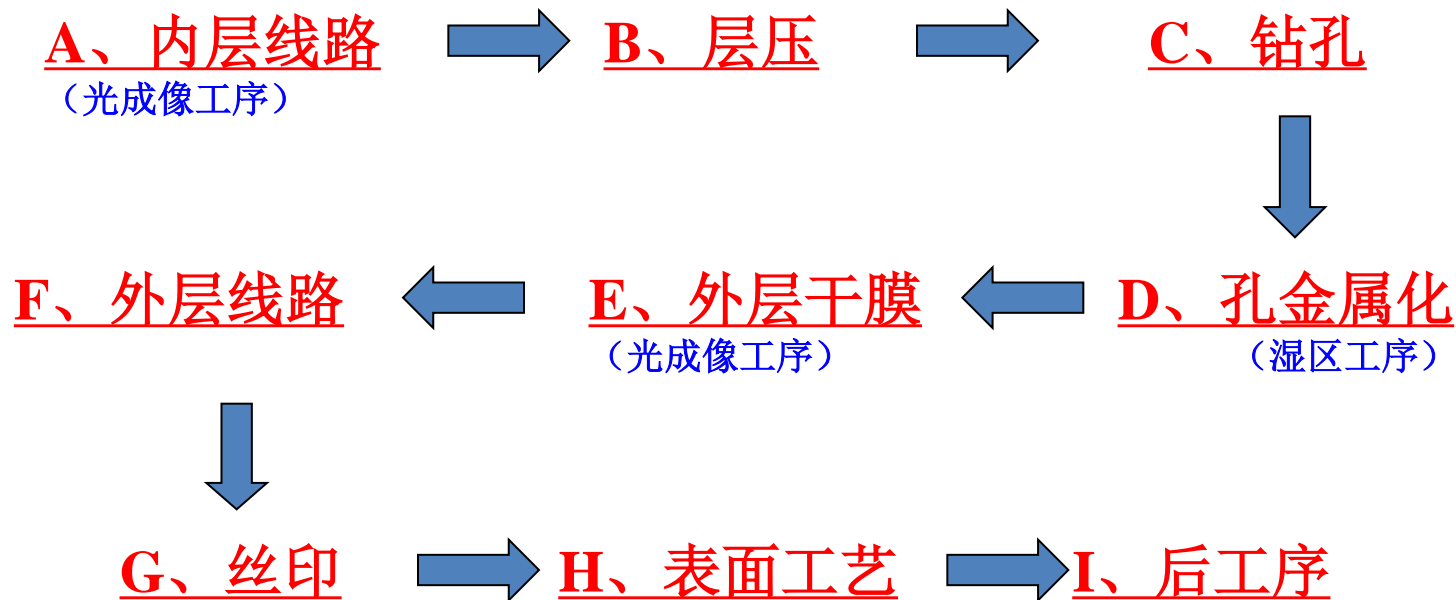 A、内层线路
（光成像工序）
B、层压
C、钻孔
D、孔金属化
（湿区工序）
E、外层干膜
（光成像工序）
F、外层线路
G、丝印
H、表面工艺
I、后工序